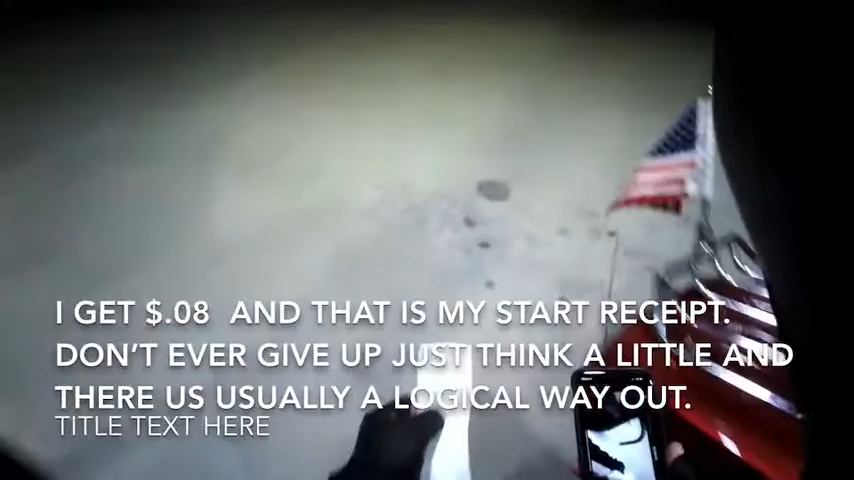 I GET $.08 AND THAT IS MY START RECEIPT.
DON'T EVER GIVE UP JUST THINK A LITTLE AND
THERE US USUALLY A LOGICAL WAY OUT.
TITLE TEXT HERE